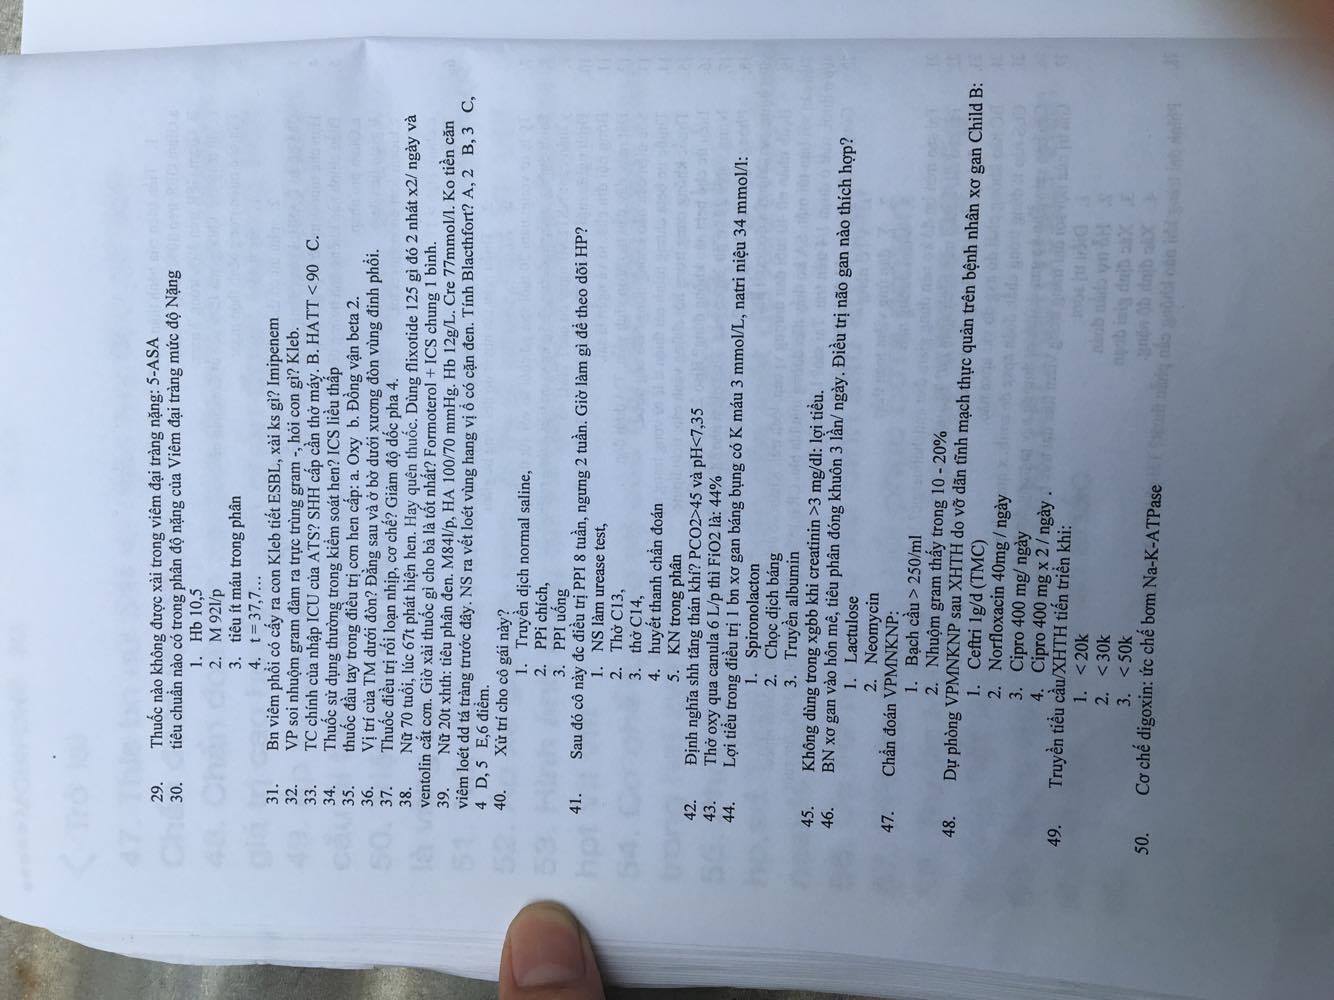 29. Thuốc nào không được xài trong viêm đại tràng nặng: 5-ASA
30. tiêu chuẩn nào có trong phân độ nặng của Viêm đại tràng mức độ Nặng
1. Hb 10,5
2. M 92l/p
3. tiêu ít máu trong phân
4. t = 37,7...
31. Bn viêm phổi có cấy ra con Kleb tiết ESBL, xài ks gì? Imipenem
32. VP soi nhuộm gram đàm ra trực trùng gram -, hỏi con gì? Kleb.
33. TC chính của nhập ICU của ATS? SHH cấp cần thở máy. B. HATT < 90 C.
34. Thuốc sử dụng thường trong kiểm soát hen? ICS liều thấp
35. thuốc đầu tay trong điều trị cơn hen cấp: a. Oxy b. Đồng vận beta 2.
36. Vị trí của TM dưới đòn? Đằng sau và ở bờ dưới xương đòn vùng đỉnh phổi.
37. Thuốc điều trị rối loạn nhịp, cơ chế? Giảm độ dốc pha 4.
38. Nữ 70 tuổi, lúc 67t phát hiện hen. Hay quên thuốc. Dùng flixotide 125 gì đó 2 nhát x2/ ngày và
ventolin cắt cơn. Giờ xài thuốc gì cho bả là tốt nhất? Formoterol + ICS chung 1 bình.
39. Nữ 20t xhth: tiêu phân đen. M84l/p, HA 100/70 mmHg. Hb 12g/L. Cre 77mmol/l. Ko tiền căn
viêm loét dd tá tràng trước đây. NS ra vết loét vùng hang vị ổ có cặn đen. Tính Blacthfort? A, 2 B, 3 C,
4 D, 5 E,6 điểm.
40. Xử trí cho cô gái này?
1. Truyền dịch normal saline,
2. PPi chích,
3. PPI uống
41. Sau đó cô này đc điều trị PPI 8 tuần, ngưng 2 tuần. Giờ làm gì để theo dõi HP?
1. NS làm urease test,
2. Thở C13,
3. thở C14,
4. huyết thanh chẩn đoán
5. KN trong phân
42. Định nghĩa shh tăng thán khí? PCO2>45 và pH<7,35
43. Thở oxy qua canula 6 L/p thì FiO2 là: 44%
44. Lợi tiểu trong điều trị 1 bn xơ gan báng bụng có K máu 3 mmol/L, natri niệu 34 mmol/l:
1. Spironolacton
2. Chọc dịch báng
3. Truyền albumin
45. Không dùng trong xgbb khi creatinin >3 mg/dl: lợi tiểu.
46. BN xơ gan vào hôn mê, tiêu phân đóng khuôn 3 lần/ ngày. Điều trị não gan nào thích hợp?
1. Lactulose
2. Neomycin
47. Chẩn đoán VPMNKNP:
1. Bạch cầu > 250/ml
2. Nhuộm gram thấy trong 10 - 20%
48. Dự phòng VPMNKNP sau XHTH do vỡ dãn tĩnh mạch thực quản trên bệnh nhân xơ gan Child B:
1. Ceftri 1g/d (TMC)
2. Norfloxacin 40mg / ngày
3. Cipro 400 mg/ ngày
4. Cipro 400 mg x 2 / ngày .
49. Truyền tiểu cầu/XHTH tiến triển khi:
1. < 20k
2. < 30k
3. < 50k
50. Cơ chế digoxin: ức chế bơm Na-K-ATPase